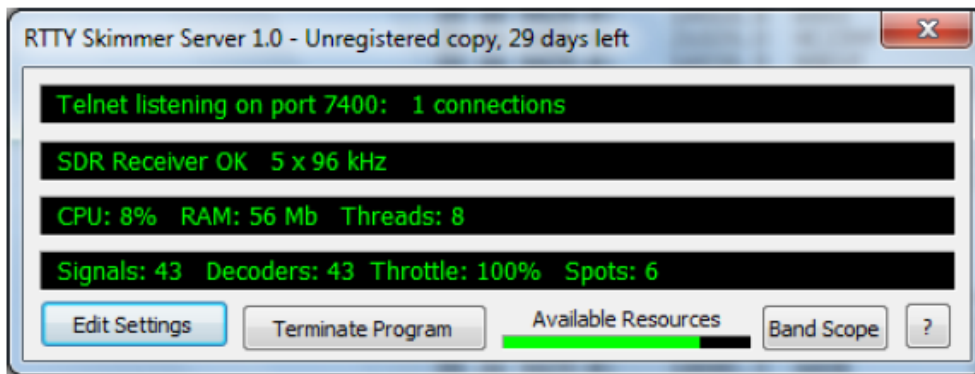 RTTY Skimmer Server 1.0 - Unregistered copy, 29 days left
Telnet listening on port 7400: 1 connections
SDR Receiver OK 5 x 96 kHz
CPU: 8% RAM: 56 Mb Threads: 8
Signals: 43 Decoders: 43 Throttle: 100% Spots: 6
Edit Settings Terminate Program Available Resources Band Scope ?